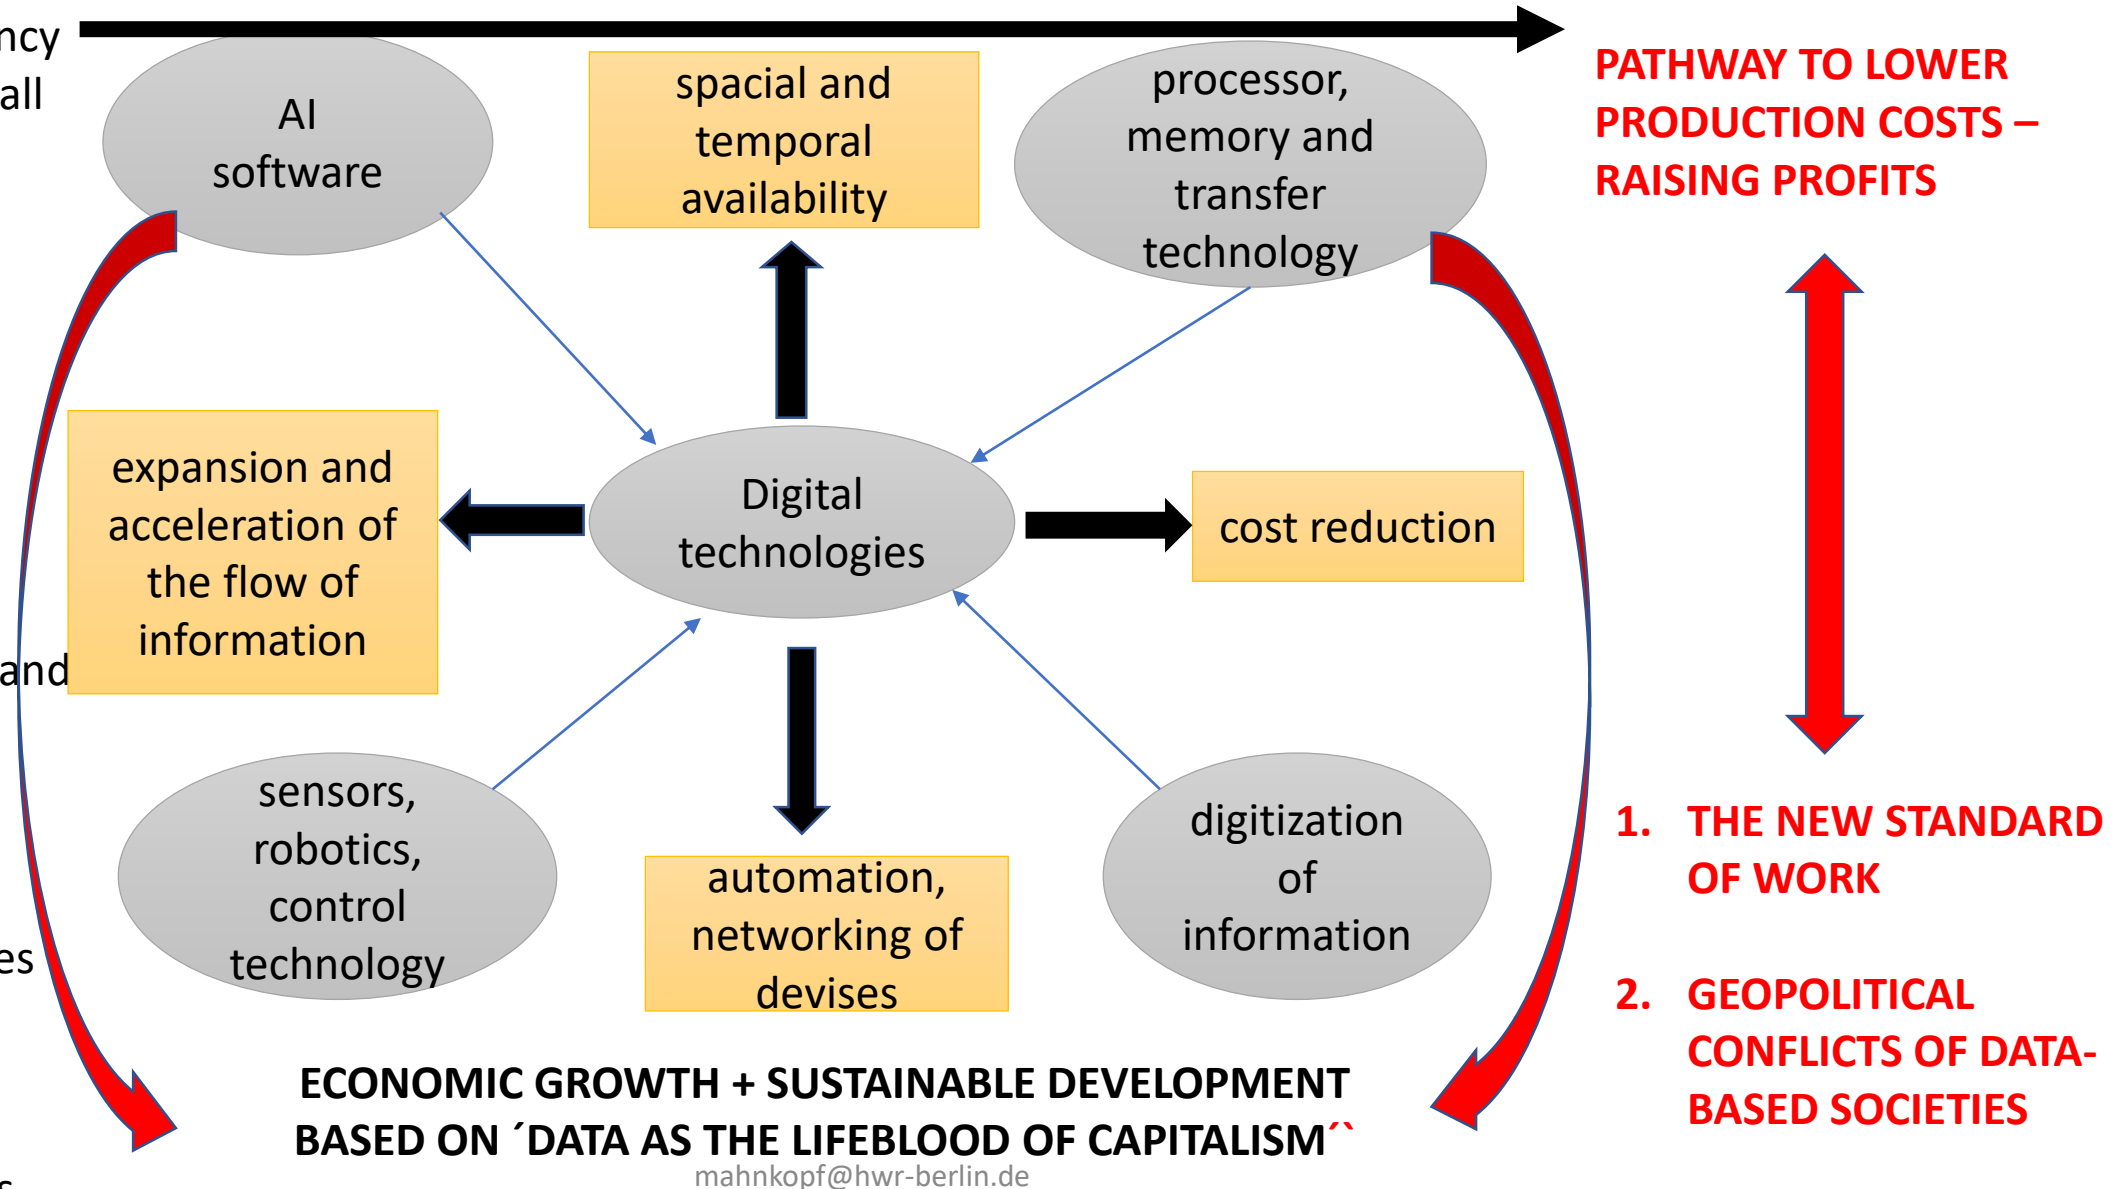 ncy
all
AI
software
spacial and
temporal
availability
processor,
memory and
transfer
technology
PATHWAY TO LOWER
PRODUCTION COSTS –
RAISING PROFITS
expansion and
acceleration of
the flow of
information
Digital
technologies
cost reduction
and
sensors,
robotics,
control
technology
automation,
networking of
devises
digitization
of
information
1. THE NEW STANDARD
OF WORK
2. GEOPOLITICAL
CONFLICTS OF DATA-
BASED SOCIETIES
es
ECONOMIC GROWTH + SUSTAINABLE DEVELOPMENT
BASED ON ´DATA AS THE LIFEBLOOD OF CAPITALISM´`
mahnkopf@hwr-berlin.de